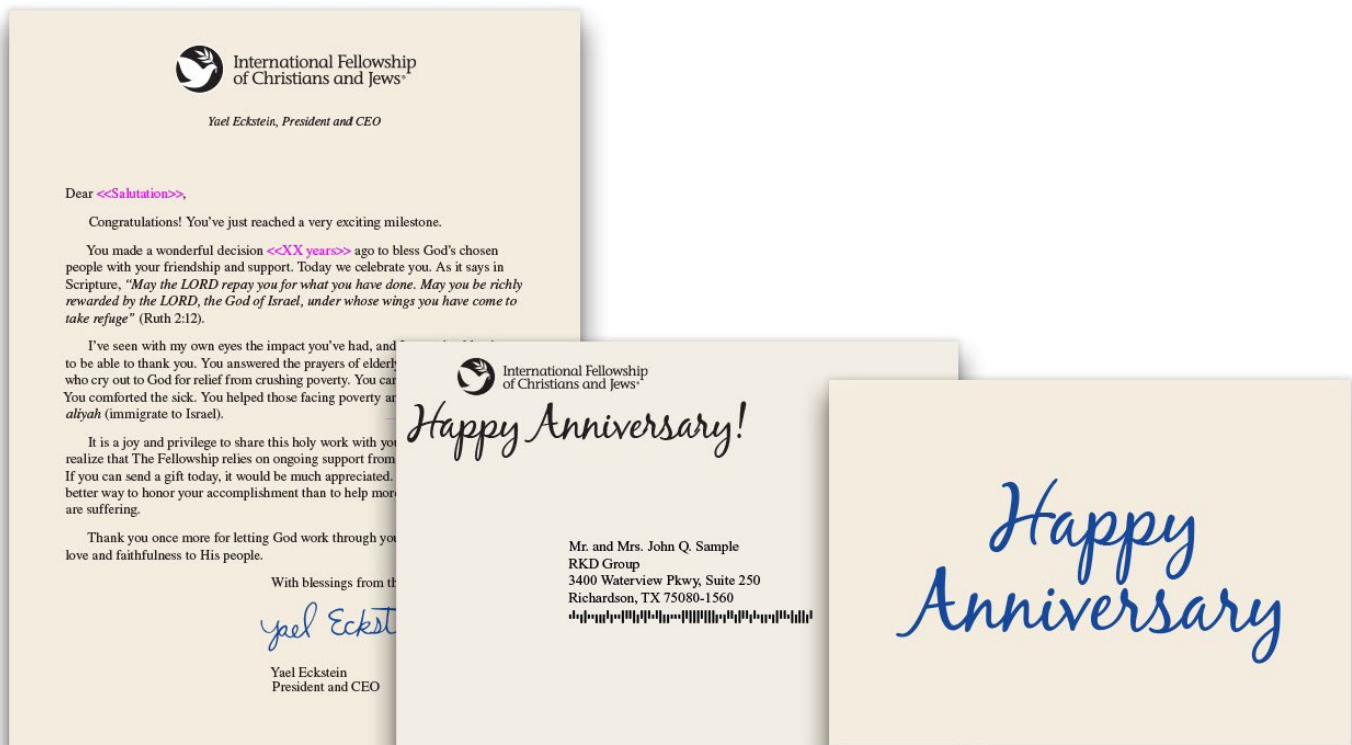 International Fellowship
of Christians and Jews®
Yael Eckstein, President and CEO
Dear <<Salutation>>,
Congratulations! You’ve just reached a very exciting milestone.
You made a wonderful decision <<XX years>> ago to bless God’s chosen
people with your friendship and support. Today we celebrate you. As it says in
Scripture, “May the LORD repay you for what you have done. May you be richly
rewarded by the LORD, the God of Israel, under whose wings you have come to
take refuge” (Ruth 2:12).
I’ve seen with my own eyes the impact you’ve had, and
to be able to thank you. You answered the prayers of elderly
who cry out to God for relief from crushing poverty. You
You comforted the sick. You helped those facing poverty
aliyah (immigrate to Israel).
It is a joy and privilege to share this holy work with
realize that The Fellowship relies on ongoing support from
If you can send a gift today, it would be much appreciated.
better way to honor your accomplishment than to help
are suffering.
Thank you once more for letting God work through
love and faithfulness to His people.
With blessings from
Yael Eckst
Yael Eckstein
President and CEO
International Fellowship
of Christians and Jews®
Happy Anniversary!
Mr. and Mrs. John Q. Sample
RKD Group
3400 Waterview Pkwy, Suite 250
Richardson, TX 75080-1560
Happy
Anniversary